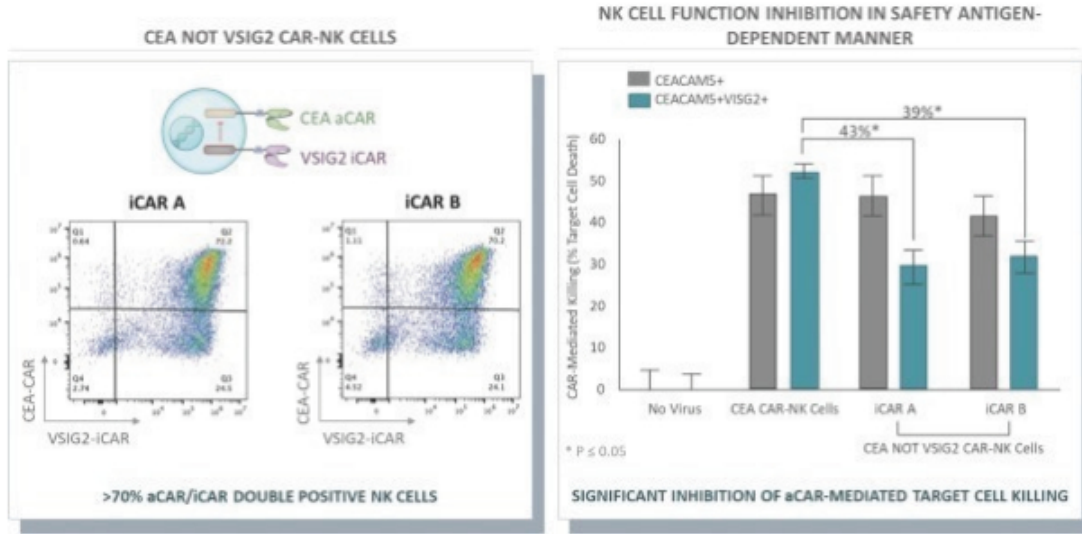 CEA NOT VSIG2 CAR-NK CELLS
CEA aCAR
VSIG2 iCAR
iCAR A
iCAR B
Q1
0.64
Q2
72.2
Q4
2.74
Q3
24.5
Q1
1.11
Q2
70.2
Q4
4.52
Q3
24.1
CEA-CAR
VSIG2-iCAR
CEA-CAR
VSIG2-iCAR
>70% aCAR/iCAR DOUBLE POSITIVE NK CELLS
NK CELL FUNCTION INHIBITION IN SAFETY ANTIGEN-
DEPENDENT MANNER
CEACAM5+
CEACAM5+VISG2+
39%*
43%*
CAR-Mediated Killing (% Target Cell Death)
60
50
40
30
20
10
0
No Virus
CEA CAR-NK Cells
iCAR A
iCAR B
CEA NOT VSIG2 CAR-NK Cells
* P ≤ 0.05
SIGNIFICANT INHIBITION OF aCAR-MEDIATED TARGET CELL KILLING